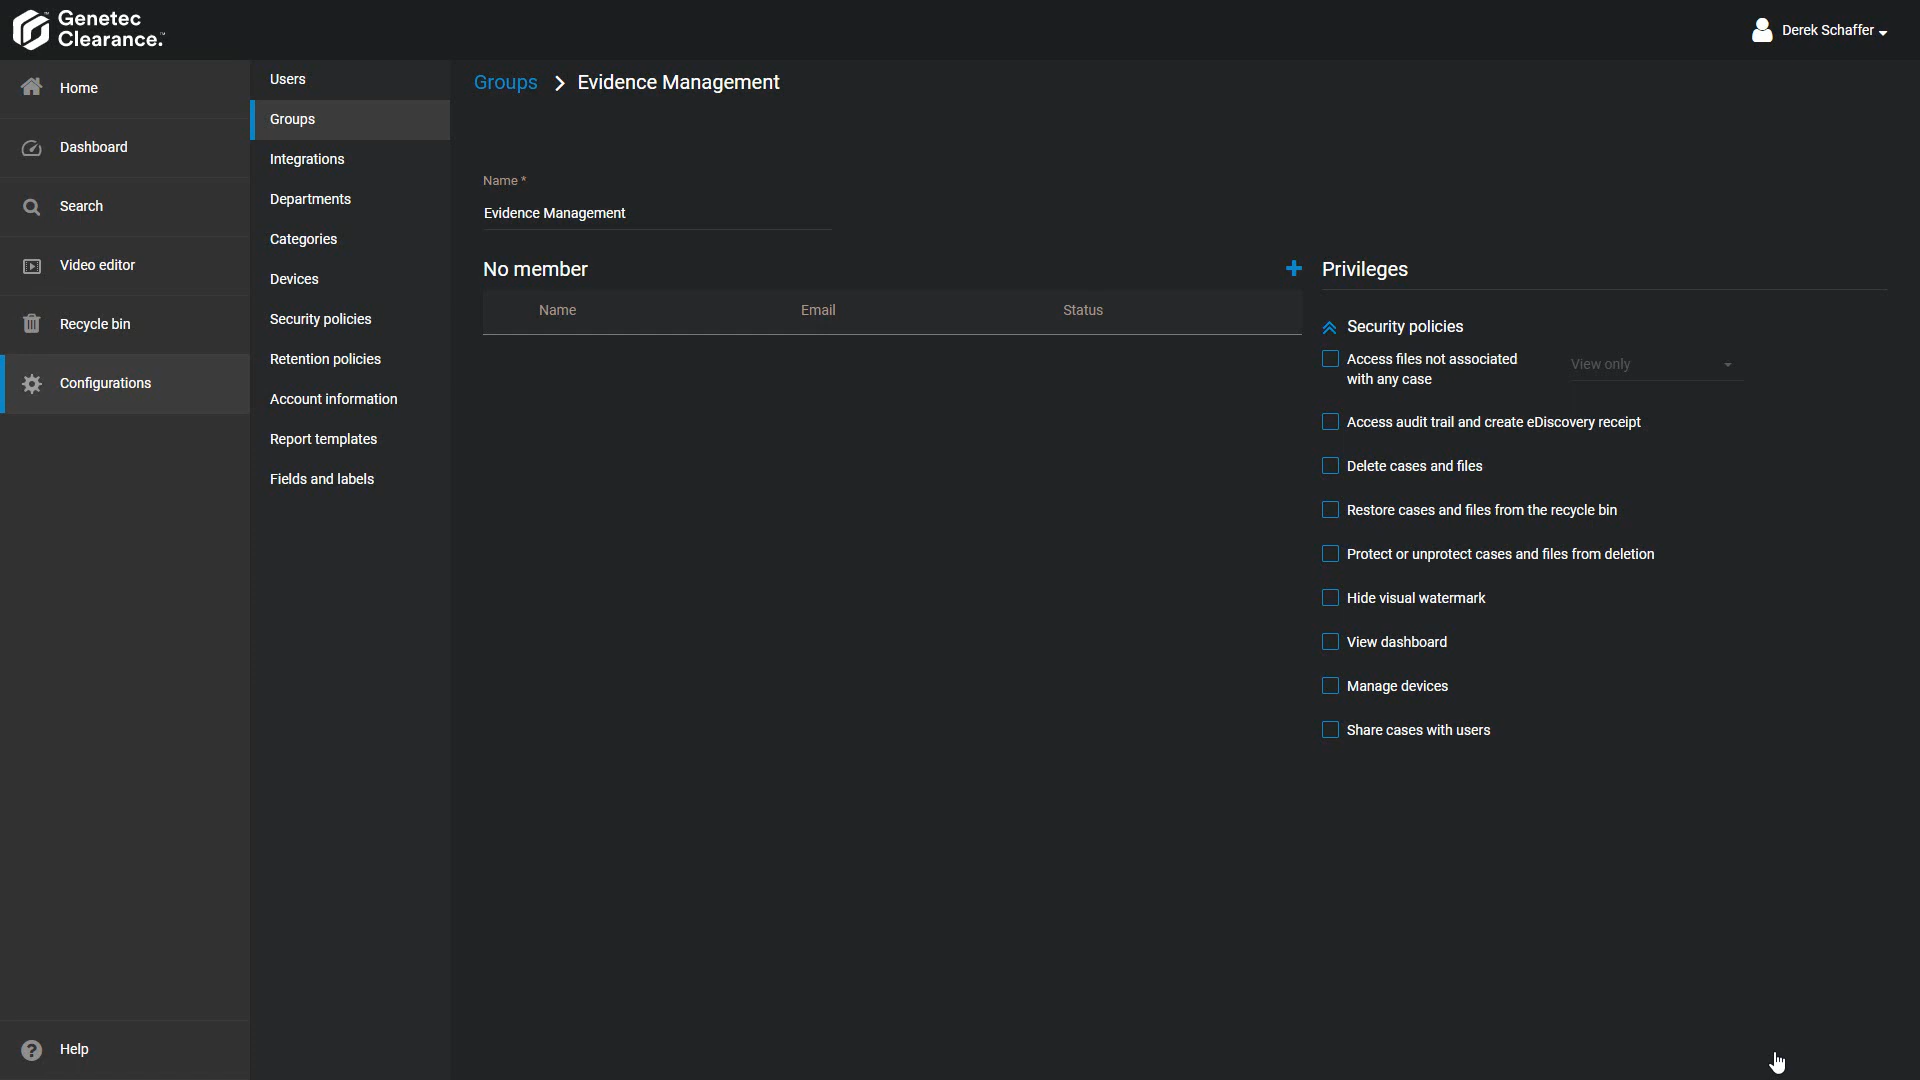 Genetec
Clearance.™
Derek Schaffer
Home
Dashboard
Search
Video editor
Recycle bin
Configurations
Help
Users
Groups
Integrations
Departments
Categories
Devices
Security policies
Retention policies
Account information
Report templates
Fields and labels
Groups > Evidence Management
Name *
Evidence Management
No member
Name Email Status
Privileges
Security policies
Access files not associated
with any case
View only
Access audit trail and create eDiscovery receipt
Delete cases and files
Restore cases and files from the recycle bin
Protect or unprotect cases and files from deletion
Hide visual watermark
View dashboard
Manage devices
Share cases with users